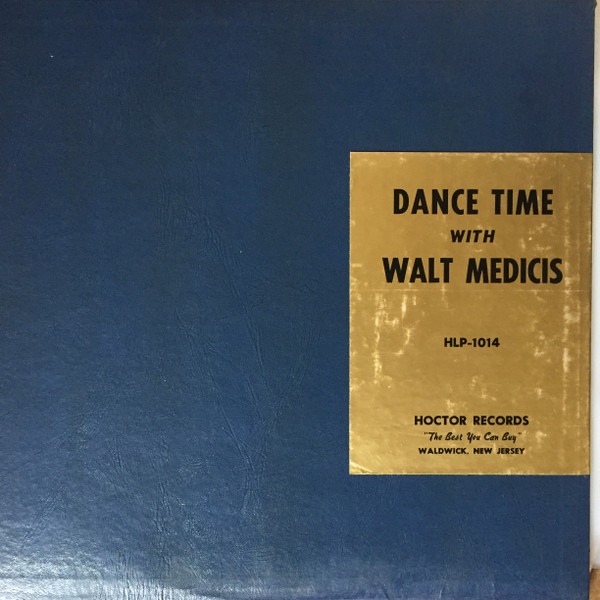 DANCE TIME
WITH
WALT MEDICIS
HLP-1014
HOCTOR RECORDS
"The Best You Can Buy"
WALDWICK, NEW JERSEY